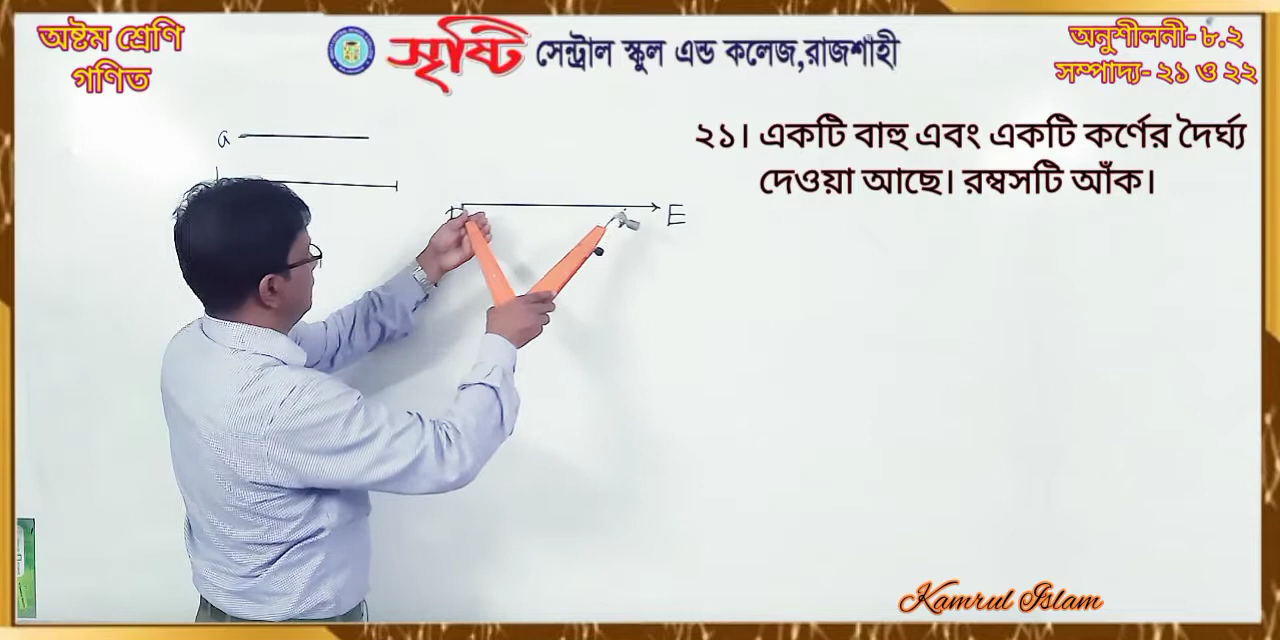 অষ্টম শ্রেণি
গণিত
সৃষ্টি সেন্ট্রাল স্কুল এন্ড কলেজ,রাজশাহী
অনুশীলনী- ৮.২
সম্পাদ্য- ২১ ও ২২
২১। একটি বাহু এবং একটি কর্ণের দৈর্ঘ্য
দেওয়া আছে। রম্বসটি আঁক।
a
E
Kamrul Islam